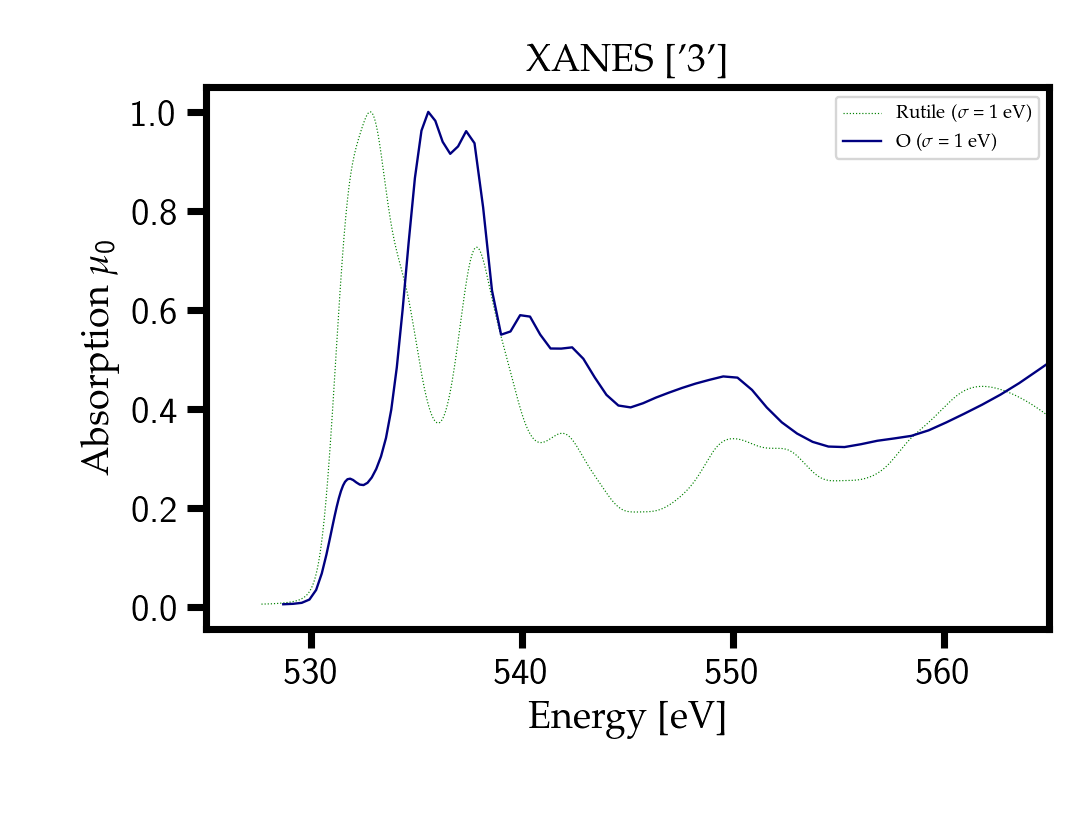 XANES ['3']
Rutile (σ = 1 eV)
O (σ = 1 eV)
Absorption μ₀
1.0
0.8
0.6
0.4
0.2
0.0
530 540 550 560
Energy [eV]